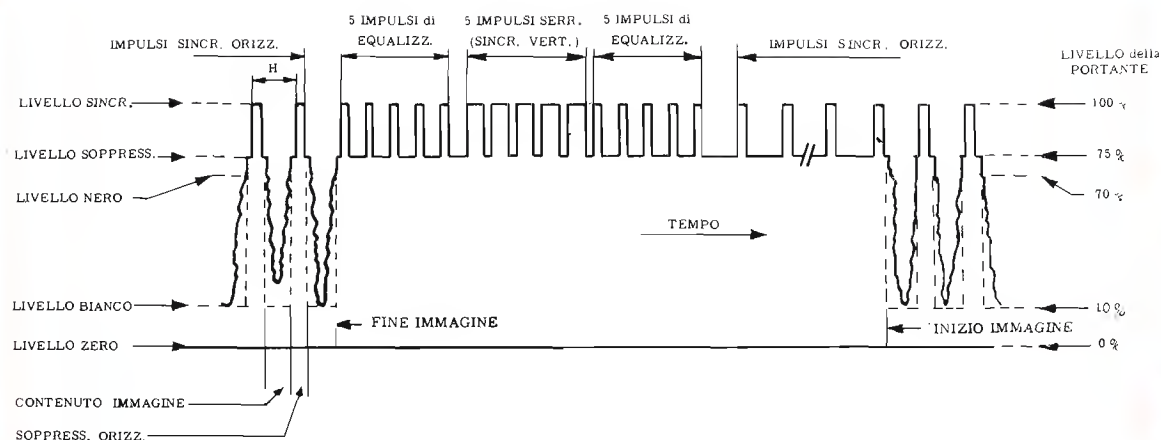 5 IMPULSI di
EQUALIZZ.
5 IMPULSI SERR.
(SINCR. VERT.)
5 IMPULSI di
EQUALIZZ.
IMPULSI SINCR. ORIZZ.
IMPULSI SINCR. ORIZZ.
LIVELLO della
PORTANTE
H
LIVELLO SINCR.
100 %
LIVELLO SOPPRESS.
75 %
LIVELLO NERO
70 %
TEMPO
LIVELLO BIANCO
10 %
FINE IMMAGINE
INIZIO IMMAGINE
LIVELLO ZERO
0 %
CONTENUTO IMMAGINE
SOPPRESS. ORIZZ.